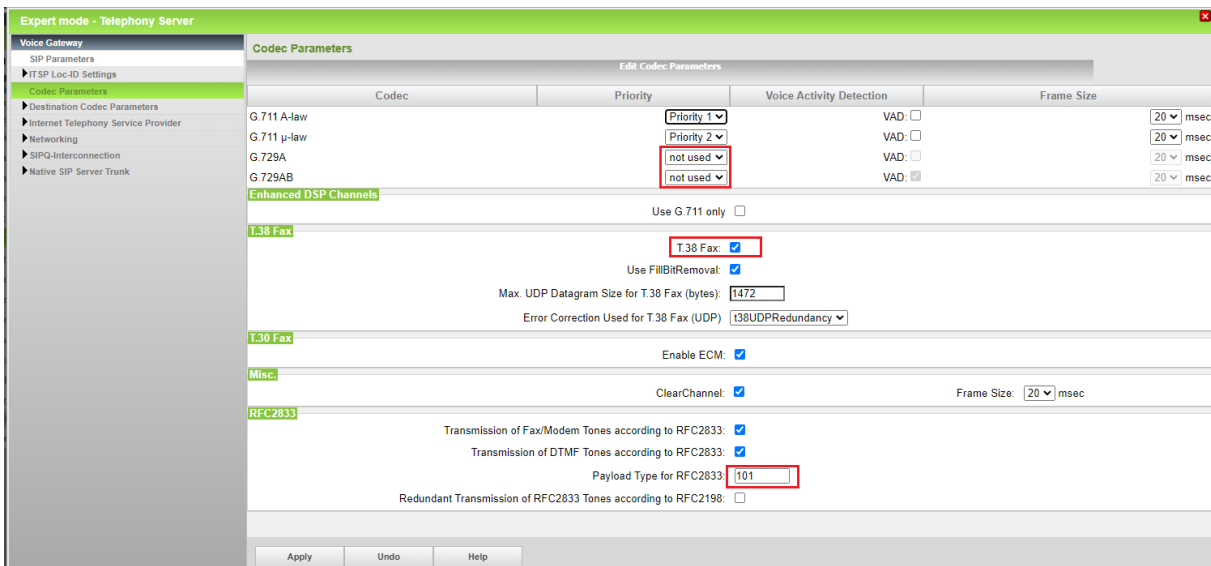 Expert mode - Telephony Server
Voice Gateway
SIP Parameters
ITSP Loc-ID Settings
Codec Parameters
Destination Codec Parameters
Internet Telephony Service Provider
Networking
SIPQ-Interconnection
Native SIP Server Trunk
Codec Parameters
Edit Codec Parameters
Codec Priority Voice Activity Detection Frame Size
G.711 A-law Priority 1 VAD: 20 msec
G.711 µ-law Priority 2 VAD: 20 msec
G.729A not used VAD: 20 msec
G.729AB not used VAD: 20 msec
Enhanced DSP Channels
Use G.711 only
T.38 Fax
T.38 Fax:
Use FillBitRemoval:
Max. UDP Datagram Size for T.38 Fax (bytes): 1472
Error Correction Used for T.38 Fax (UDP) t38UDPRedundancy
T.30 Fax
Enable ECM:
Misc.
ClearChannel: Frame Size: 20 msec
RFC2833
Transmission of Fax/Modem Tones according to RFC2833:
Transmission of DTMF Tones according to RFC2833:
Payload Type for RFC2833: 101
Redundant Transmission of RFC2833 Tones according to RFC2198:
Apply Undo Help